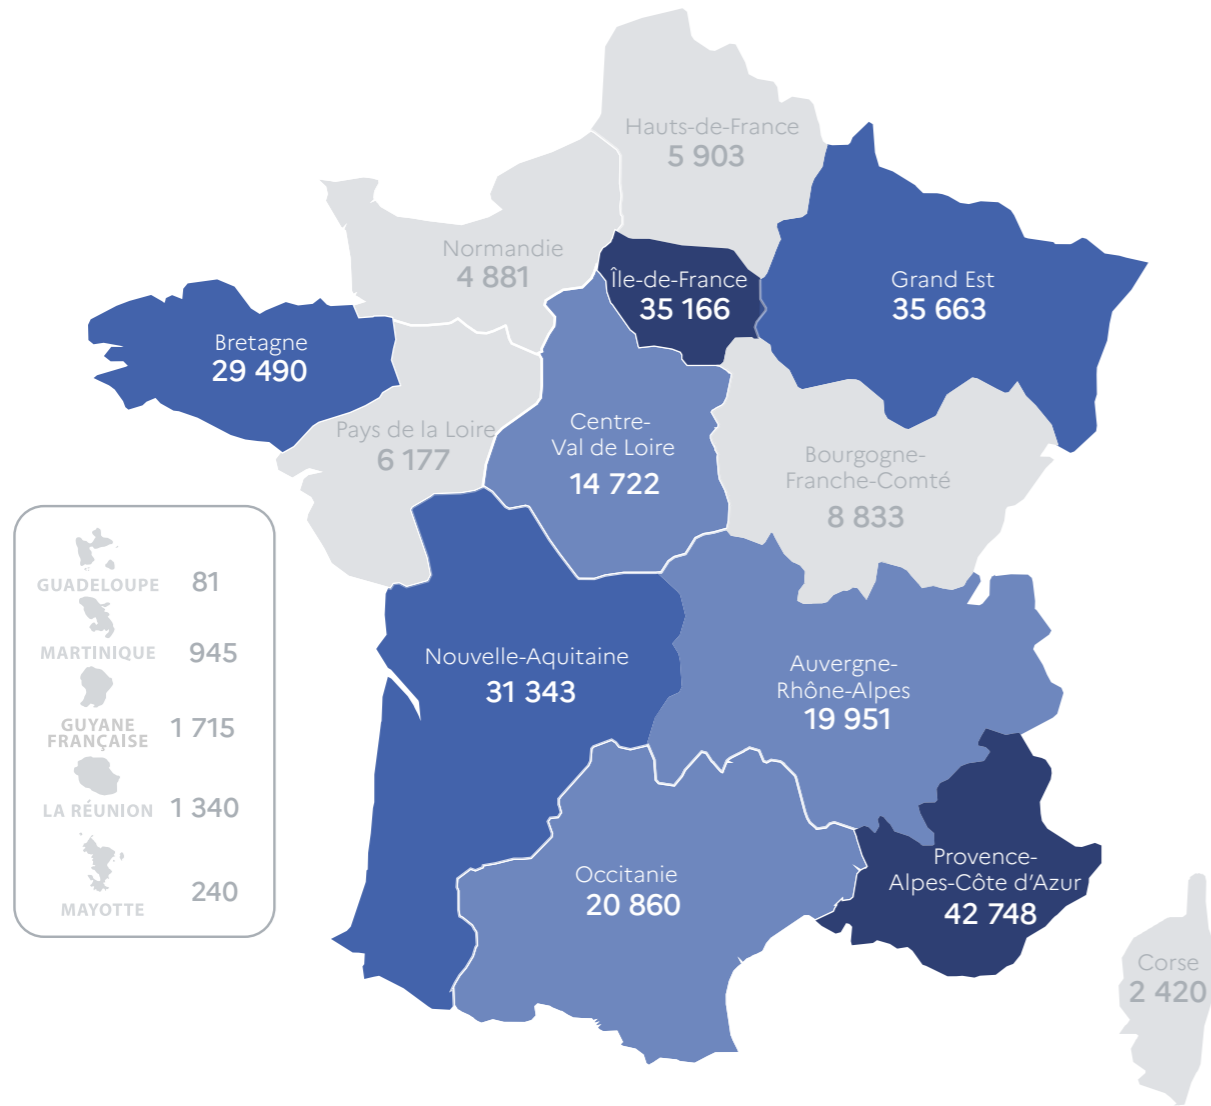 Hauts-de-France
5 903
Normandie
4 881
Île-de-France
35 166
Grand Est
35 663
Bretagne
29 490
Pays de la Loire
6 177
Centre-
Val de Loire
14 722
Bourgogne-
Franche-Comté
8 833
GUADELOUPE 81
MARTINIQUE 945
GUYANE
FRANÇAISE 1 715
LA RÉUNION 1 340
MAYOTTE 240
Nouvelle-Aquitaine
31 343
Auvergne-
Rhône-Alpes
19 951
Occitanie
20 860
Provence-
Alpes-Côte d'Azur
42 748
Corse
2 420